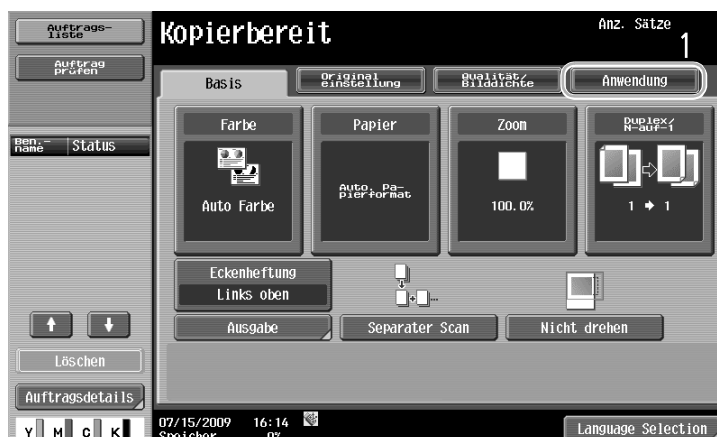 Auftrags-
liste
Auftrag
prüfen
Ben.-
name
Status
Löschen
Auftragsdetails
Y M C K
Kopierbereit
Anz. Sätze
1
Basis
Original
einstellung
Qualität/
Bilddichte
Anwendung
Farbe
Auto Farbe
Papier
Auto. Pa-
pierformat
Zoom
100.0%
Duplex/
N-auf-1
1 ➔ 1
Eckenheftung
Links oben
Ausgabe
Separater Scan
Nicht drehen
07/15/2009 16:14
Speicher 0%
Language Selection